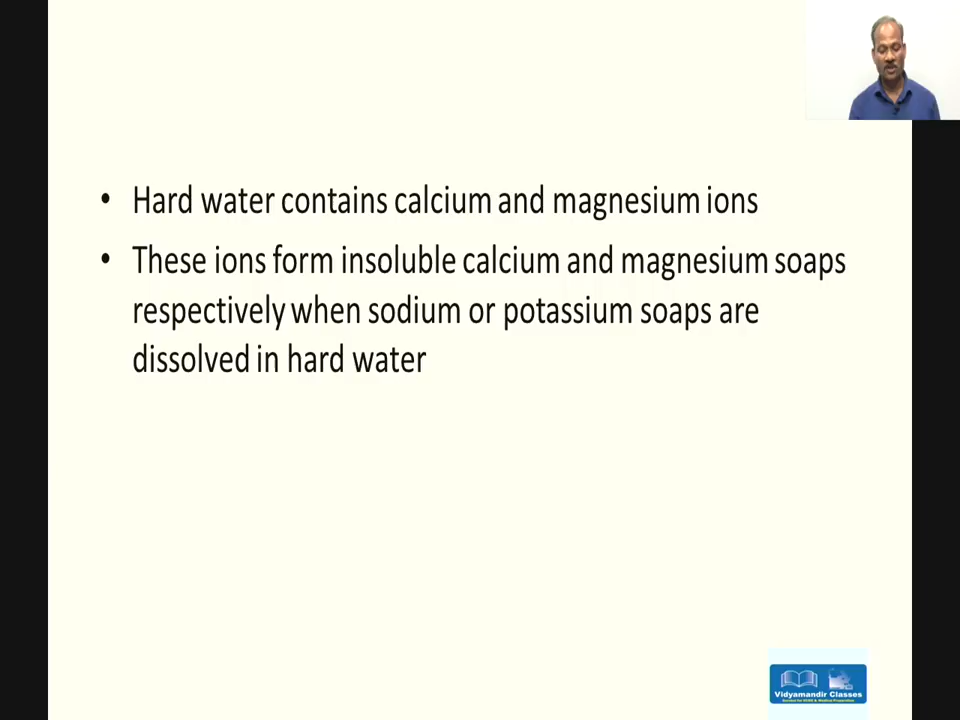 • Hard water contains calcium and magnesium ions
• These ions form insoluble calcium and magnesium soaps
respectively when sodium or potassium soaps are
dissolved in hard water
Vidyamandir Classes